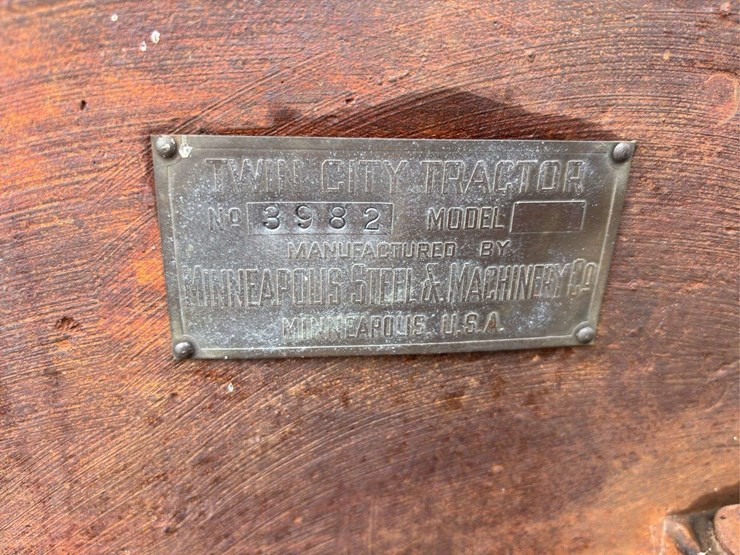 TWIN CITY TRACTOR
No 3982 MODEL
MANUFACTURED BY
MINNEAPOLIS STEEL & MACHINERY Co
MINNEAPOLIS. U.S.A.